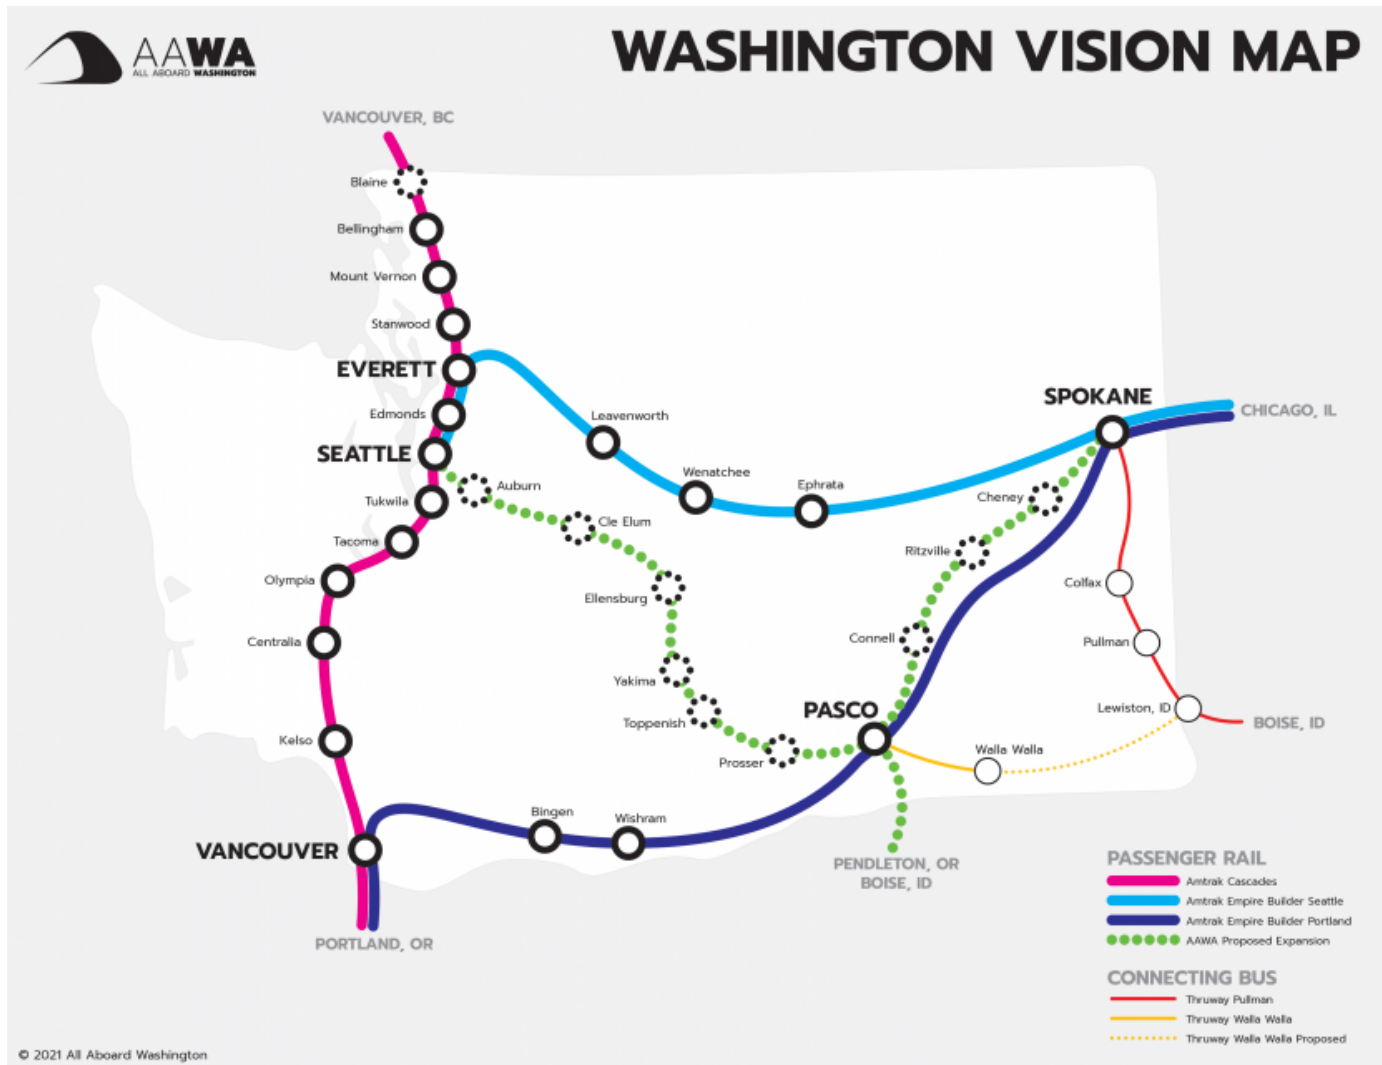 AAWA
ALL ABOARD WASHINGTON
WASHINGTON VISION MAP
VANCOUVER, BC
Blaine
Bellingham
Mount Vernon
Stanwood
EVERETT
Edmonds
SEATTLE
Tukwila
Tacoma
Olympia
Centralia
Kelso
VANCOUVER
PORTLAND, OR
Leavenworth
Wenatchee
Ephrata
SPOKANE
CHICAGO, IL
Auburn
Cle Elum
Ellensburg
Yakima
Toppenish
Prosser
PASCO
Connell
Ritzville
Cheney
Colfax
Pullman
Lewiston, ID
BOISE, ID
Walla Walla
Bingen
Wishram
PENDLETON, OR
BOISE, ID
PASSENGER RAIL
Amtrak Cascades
Amtrak Empire Builder Seattle
Amtrak Empire Builder Portland
AAWA Proposed Expansion
CONNECTING BUS
Thruway Pullman
Thruway Walla Walla
Thruway Walla Walla Proposed
© 2021 All Aboard Washington